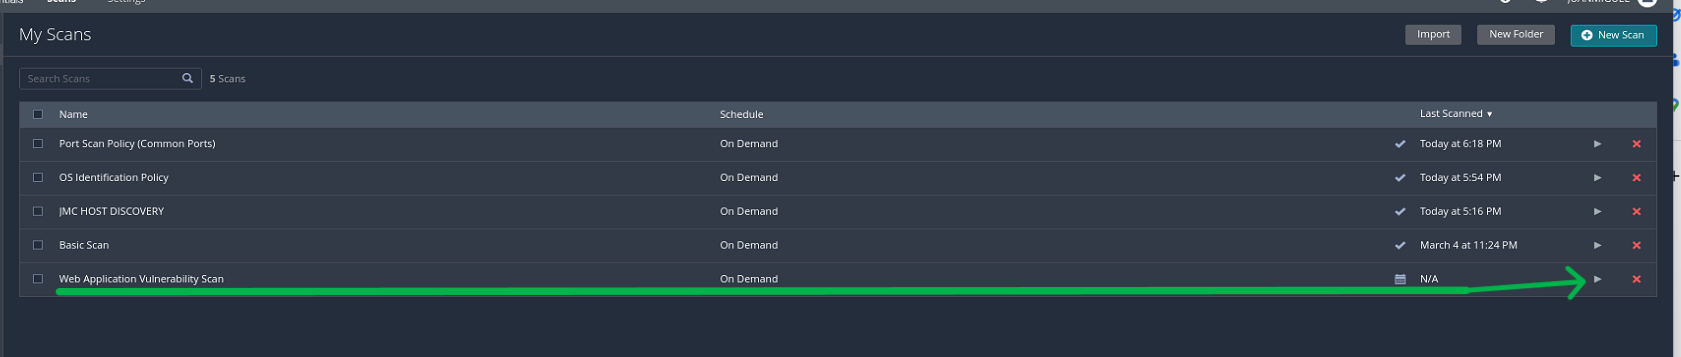 Scans Settings
My Scans
Import New Folder New Scan
Search Scans 5 Scans
Name Schedule Last Scanned
Port Scan Policy (Common Ports) On Demand Today at 6:18 PM
OS Identification Policy On Demand Today at 5:54 PM
JMC HOST DISCOVERY On Demand Today at 5:16 PM
Basic Scan On Demand March 4 at 11:24 PM
Web Application Vulnerability Scan On Demand N/A